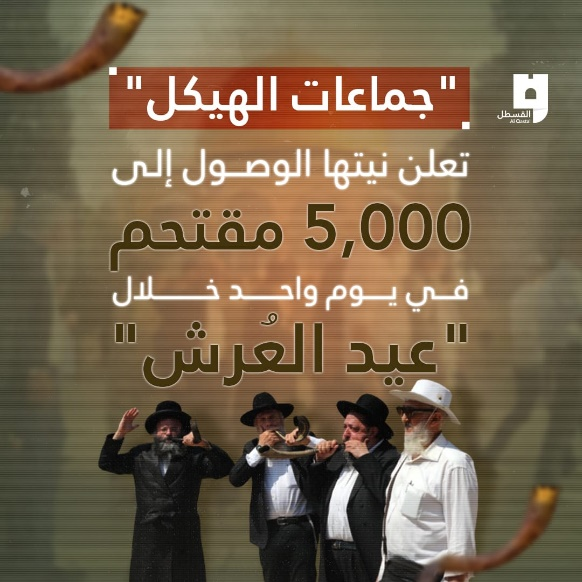 "جماعات الهيكل"
القسطل
Al Qastal
تعلن نيتها الوصول إلى
5,000 مقتحم
في يوم واحد خلال
"عيد العُرش"